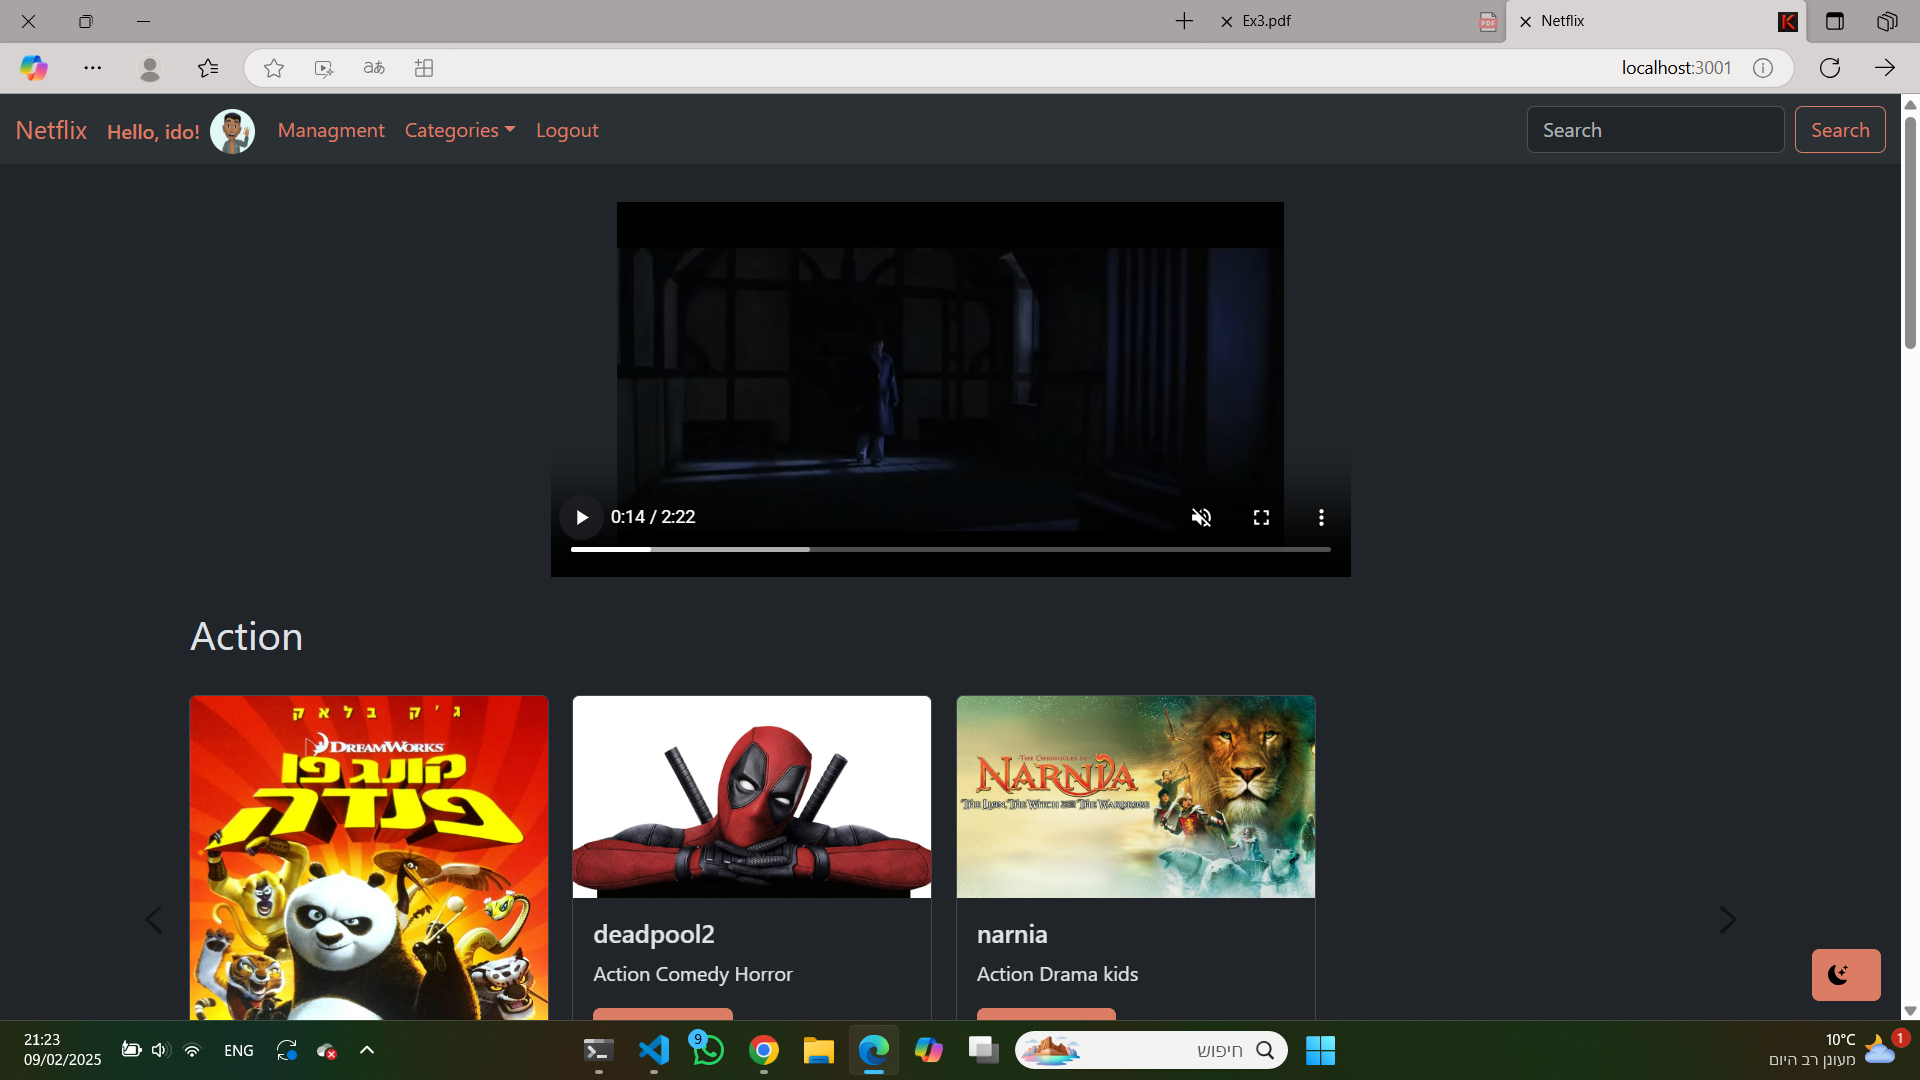 Ex3.pdf
Netflix
localhost:3001
Netflix
Hello, ido!
Managment
Categories
Logout
Search
Search
0:14 / 2:22
Action
ג'ק בלאק
DREAMWORKS
קונג פו
פנדה
THE CHRONICLES OF
NARNIA
THE LION, THE WITCH AND THE WARDROBE
deadpool2
Action Comedy Horror
narnia
Action Drama kids
21:23
09/02/2025
ENG
9
חיפוש
10°C
מעונן רב היום
1